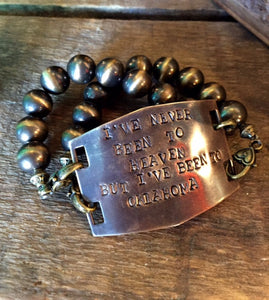 I'VE NEVER
BEEN TO
HEAVEN
BUT I'VE BEEN TO
OKLAHOMA